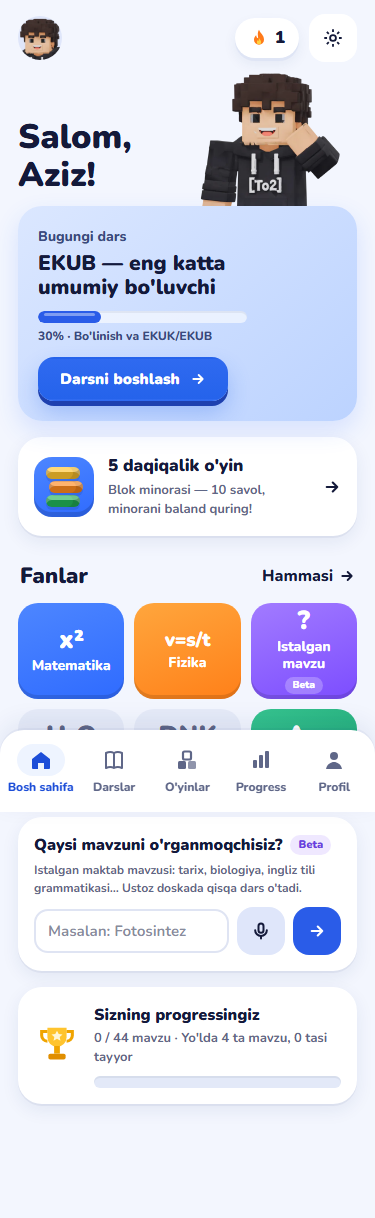 1
Salom,
Aziz!
[To2]
Bugungi dars
EKUB — eng katta
umumiy bo'luvchi
30% · Bo'linish va EKUK/EKUB
Darsni boshlash →
5 daqiqalik o'yin
Blok minorasi — 10 savol,
minorani baland quring!
→
Fanlar
Hammasi →
x²
Matematika
v=s/t
Fizika
?
Istalgan
mavzu
Beta
Bosh sahifa
Darslar
O'yinlar
Progress
Profil
Qaysi mavzuni o'rganmoqchisiz? Beta
Istalgan maktab mavzusi: tarix, biologiya, ingliz tili
grammatikasi... Ustoz doskada qisqa dars o'tadi.
Masalan: Fotosintez
→
Sizning progressingiz
0 / 44 mavzu · Yo'lda 4 ta mavzu, 0 tasi
tayyor